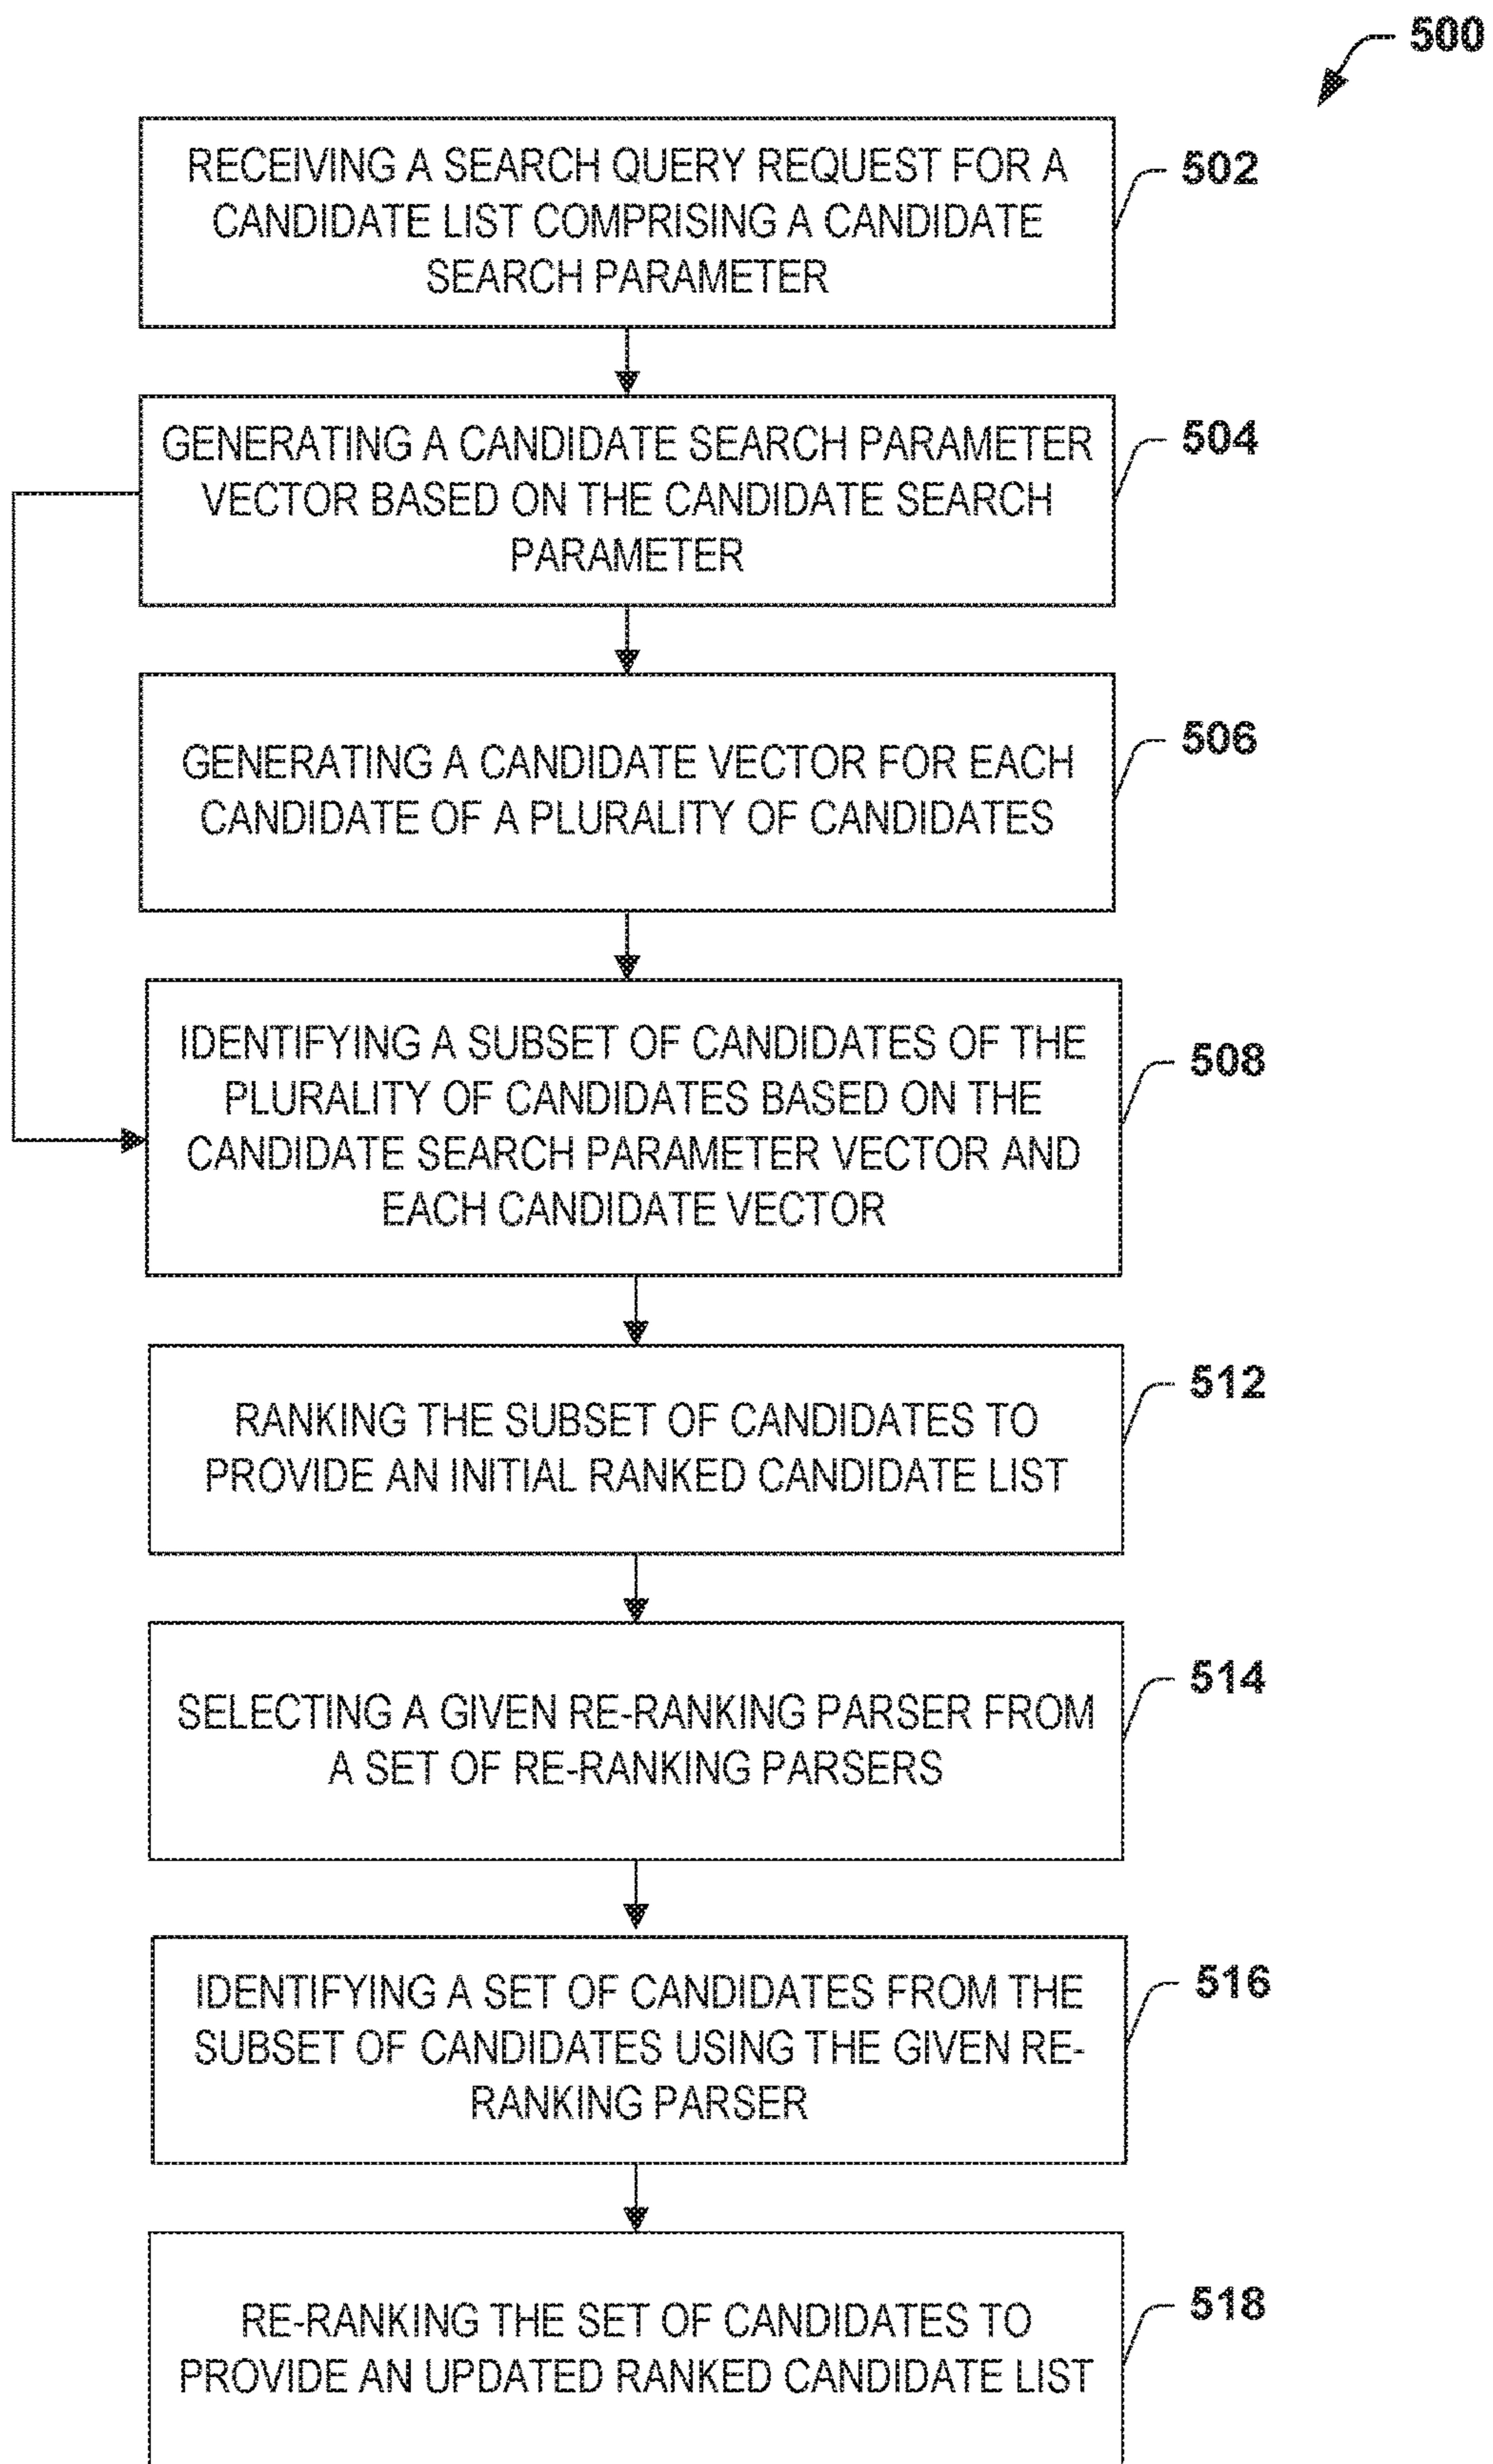 500
RECEIVING A SEARCH QUERY REQUEST FOR A
CANDIDATE LIST COMPRISING A CANDIDATE
SEARCH PARAMETER
502
GENERATING A CANDIDATE SEARCH PARAMETER
VECTOR BASED ON THE CANDIDATE SEARCH
PARAMETER
504
GENERATING A CANDIDATE VECTOR FOR EACH
CANDIDATE OF A PLURALITY OF CANDIDATES
506
IDENTIFYING A SUBSET OF CANDIDATES OF THE
PLURALITY OF CANDIDATES BASED ON THE
CANDIDATE SEARCH PARAMETER VECTOR AND
EACH CANDIDATE VECTOR
508
RANKING THE SUBSET OF CANDIDATES TO
PROVIDE AN INITIAL RANKED CANDIDATE LIST
512
SELECTING A GIVEN RE-RANKING PARSER FROM
A SET OF RE-RANKING PARSERS
514
IDENTIFYING A SET OF CANDIDATES FROM THE
SUBSET OF CANDIDATES USING THE GIVEN RE-
RANKING PARSER
516
RE-RANKING THE SET OF CANDIDATES TO
PROVIDE AN UPDATED RANKED CANDIDATE LIST
518